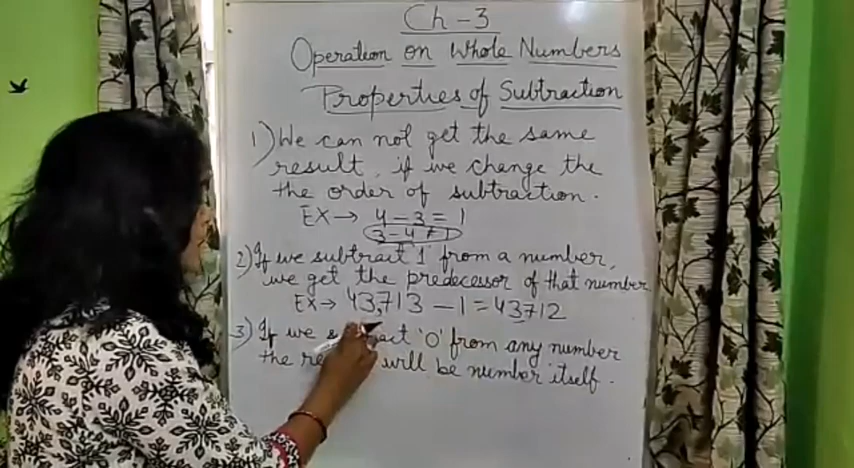 Ch-3
Operation on Whole Numbers
Properties of Subtraction
1) We can not get the same
result, if we change the
the order of subtraction.
EX→ 4-3=1
3-4=
2) If we subtract 1 from a number,
we get the predecessor of that number
EX→ 43,713 - 1 = 43712
3) If we '0' from any number
the will be number itself.